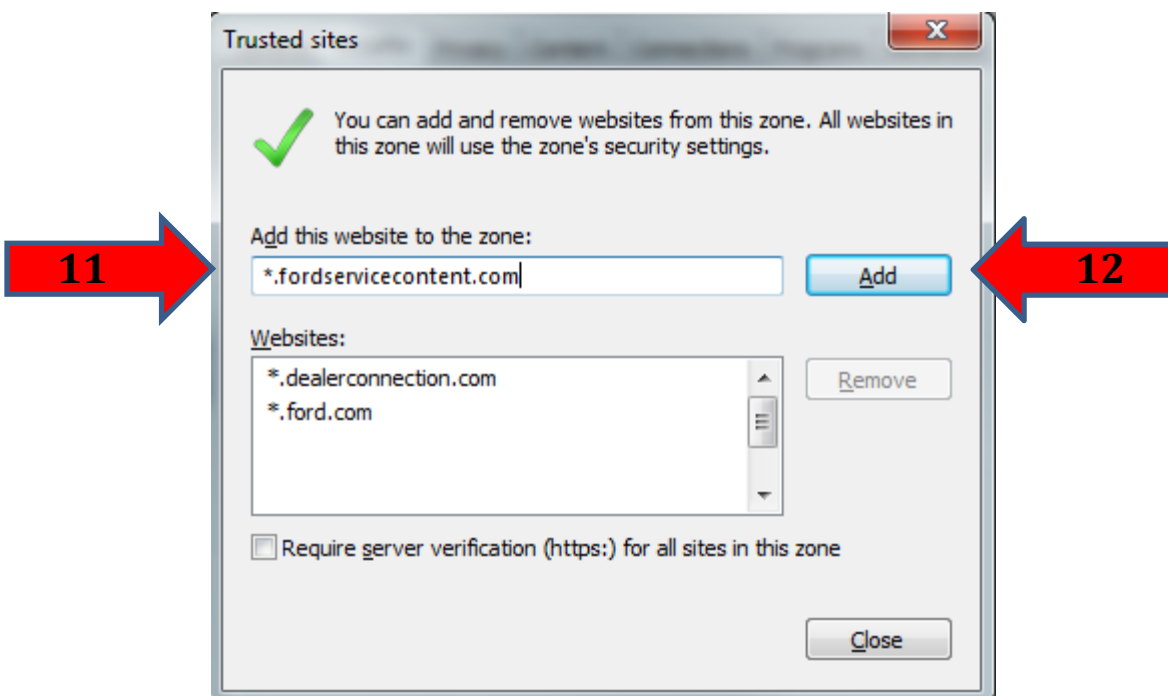 Trusted sites
You can add and remove websites from this zone. All websites in
this zone will use the zone's security settings.
Add this website to the zone:
11
*.fordservicecontent.com
Add
12
Websites:
*.dealerconnection.com
*.ford.com
Remove
Require server verification (https:) for all sites in this zone
Close